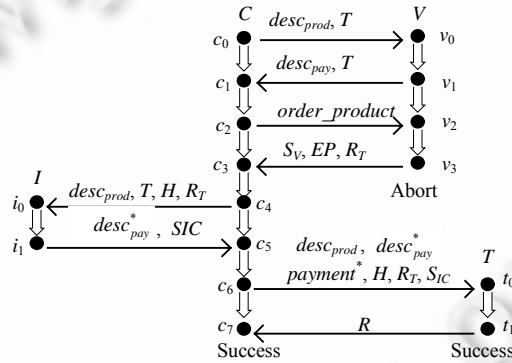 C V
c₀ desc_prod, T v₀
c₁ desc_pay, T v₁
c₂ order_product v₂
c₃ S_V, EP, R_T v₃
Abort
I desc_prod, T, H, R_T
i₀ c₄
desc*_pay, SIC
i₁ c₅
desc_prod, desc*_pay
payment*, H, R_T, S_IC T
c₆ t₀
c₇ R t₁
Success Success